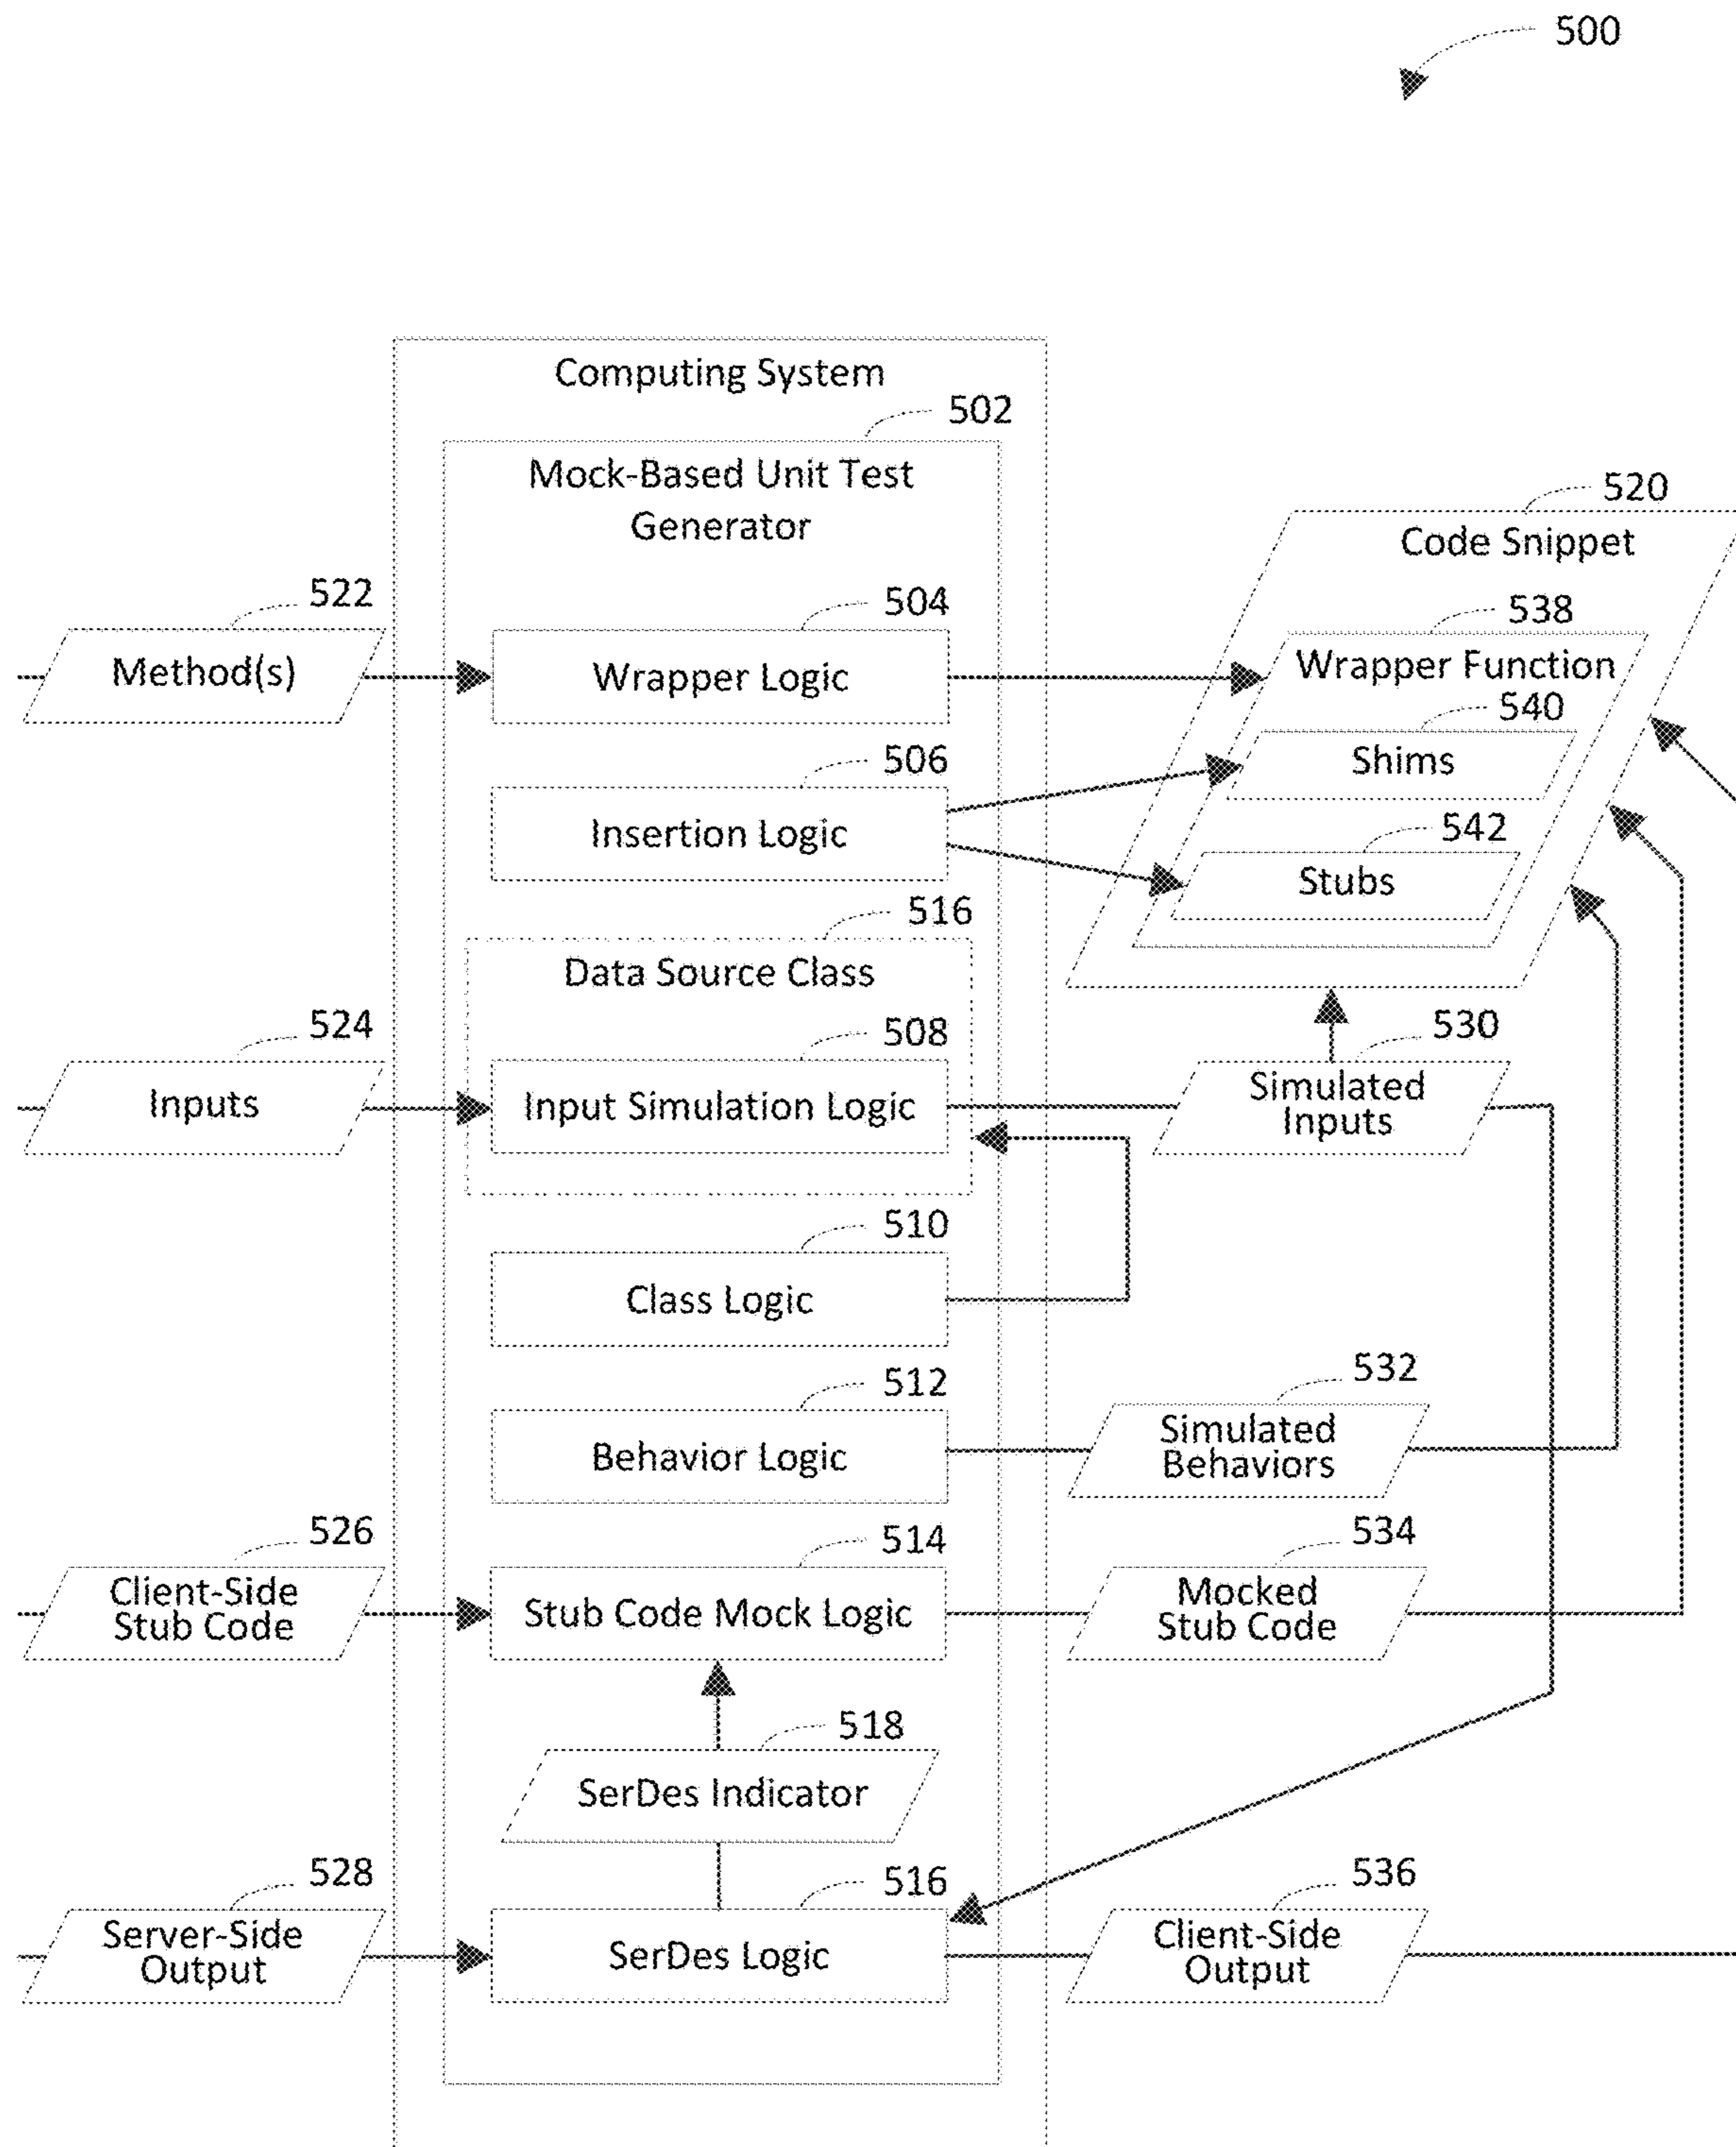 500
Computing System
502
Mock-Based Unit Test
Generator
520
Code Snippet
522
Method(s)
504
Wrapper Logic
538
Wrapper Function
540
Shims
506
Insertion Logic
542
Stubs
516
Data Source Class
524
Inputs
508
Input Simulation Logic
530
Simulated
Inputs
510
Class Logic
512
Behavior Logic
532
Simulated
Behaviors
526
Client-Side
Stub Code
514
Stub Code Mock Logic
534
Mocked
Stub Code
518
SerDes Indicator
528
Server-Side
Output
516
SerDes Logic
536
Client-Side
Output